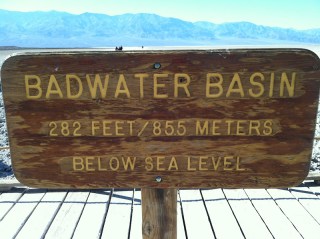 BADWATER BASIN
282 FEET/85.5 METERS
BELOW SEA LEVEL